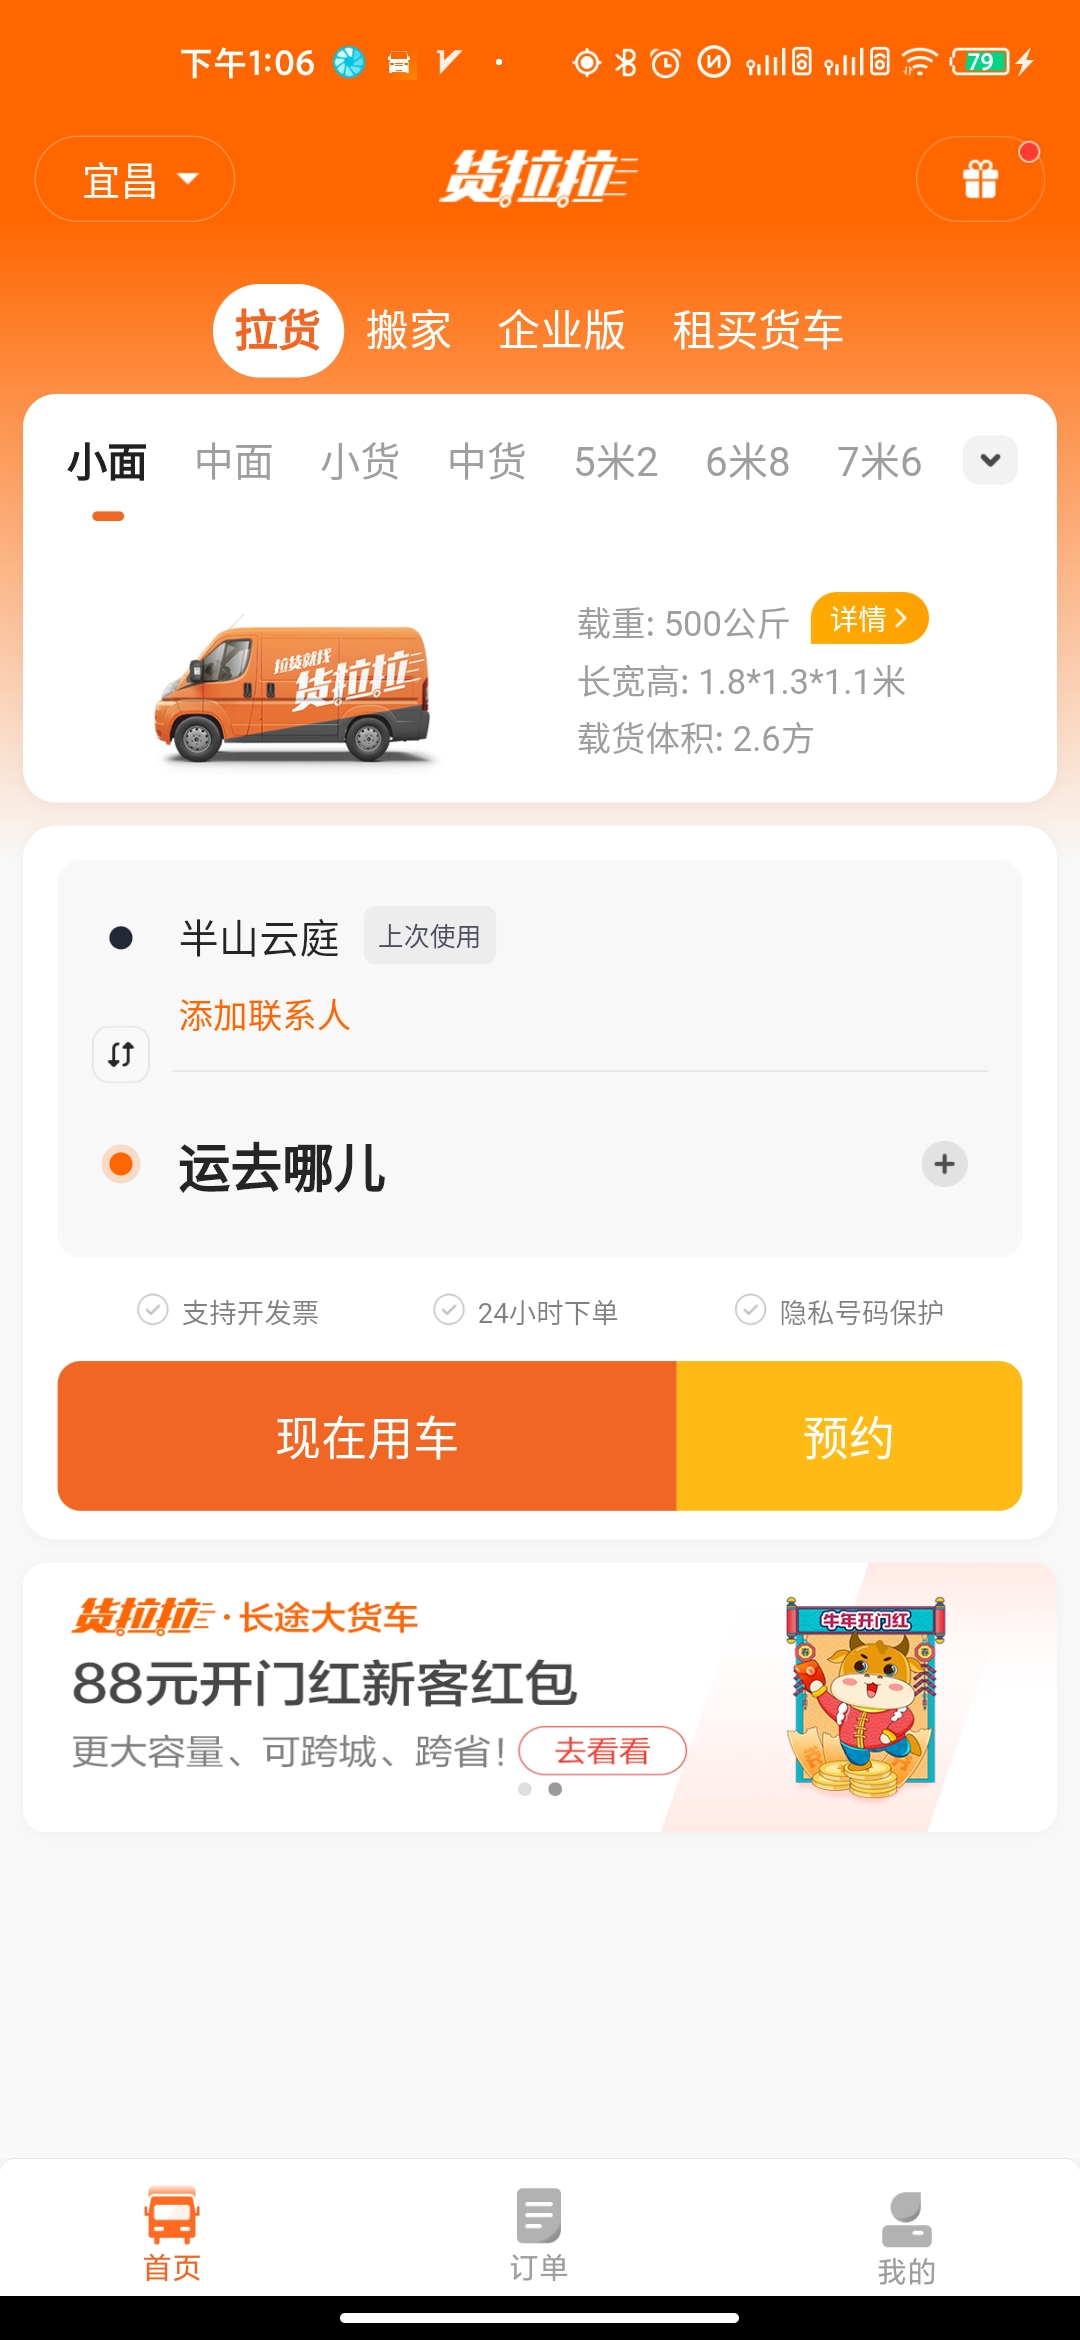 下午1:06
79
宜昌
货拉拉
拉货 搬家 企业版 租买货车
小面 中面 小货 中货 5米2 6米8 7米6
拉货就找
货拉拉
载重: 500公斤 详情
长宽高: 1.8*1.3*1.1米
载货体积: 2.6方
半山云庭 上次使用
添加联系人
运去哪儿
支持开发票 24小时下单 隐私号码保护
现在用车 预约
货拉拉·长途大货车
88元开门红新客红包
更大容量、可跨城、跨省! 去看看
牛年开门红
春 春
首页 订单 我的